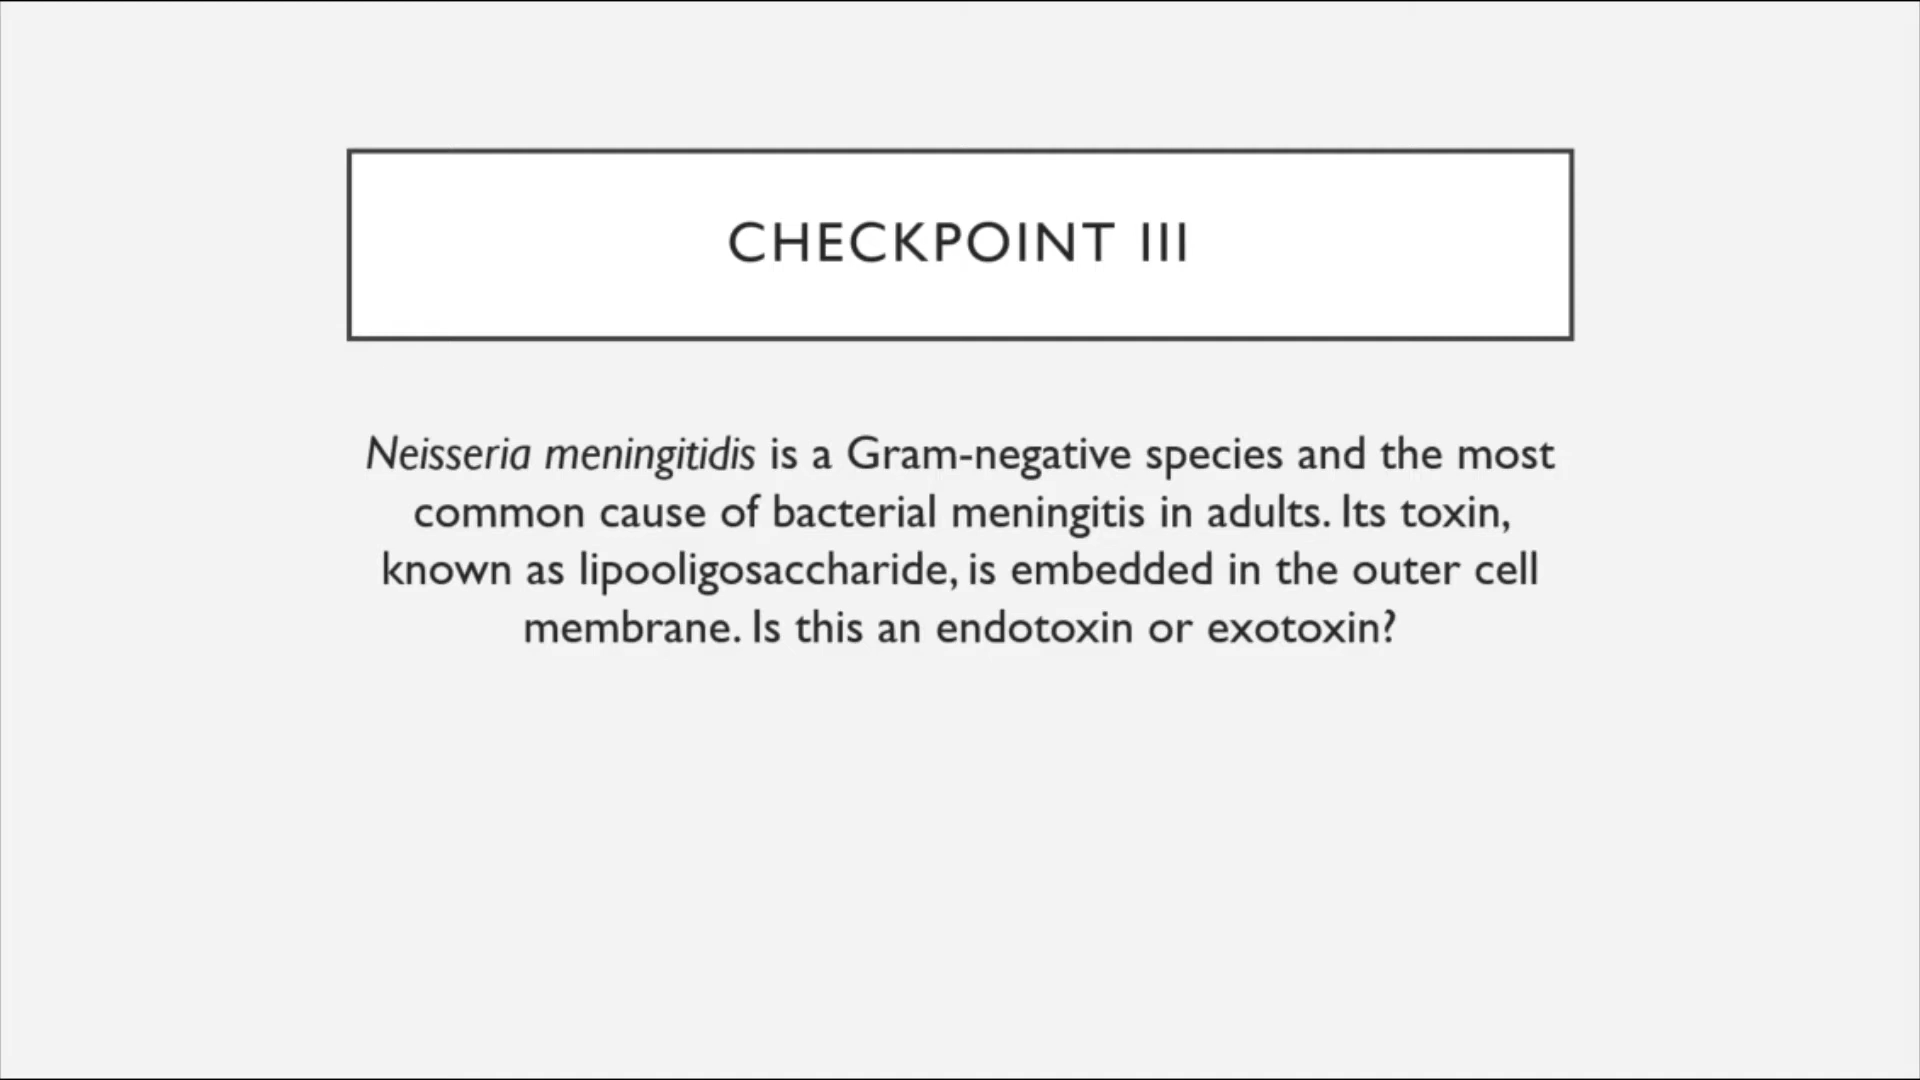 CHECKPOINT III
Neisseria meningitidis is a Gram-negative species and the most
common cause of bacterial meningitis in adults. Its toxin,
known as lipooligosaccharide, is embedded in the outer cell
membrane. Is this an endotoxin or exotoxin?